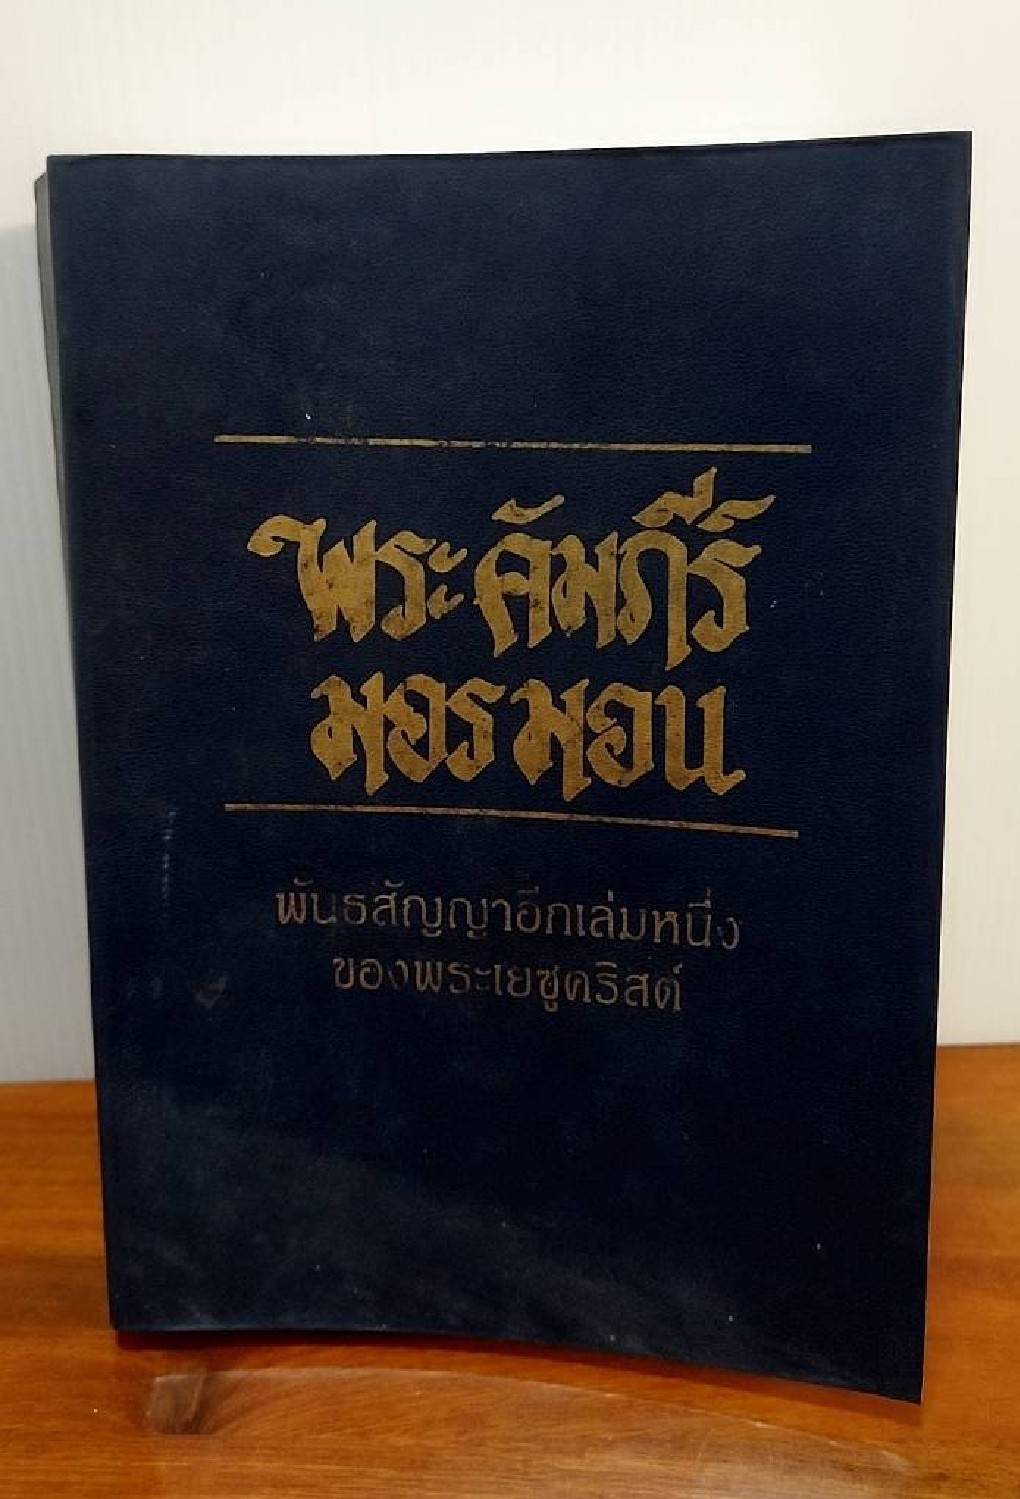 พระคัมภีร์
มอรมอน
พันธสัญญาอีกเล่มหนึ่ง
ของพระเยซูคริสต์